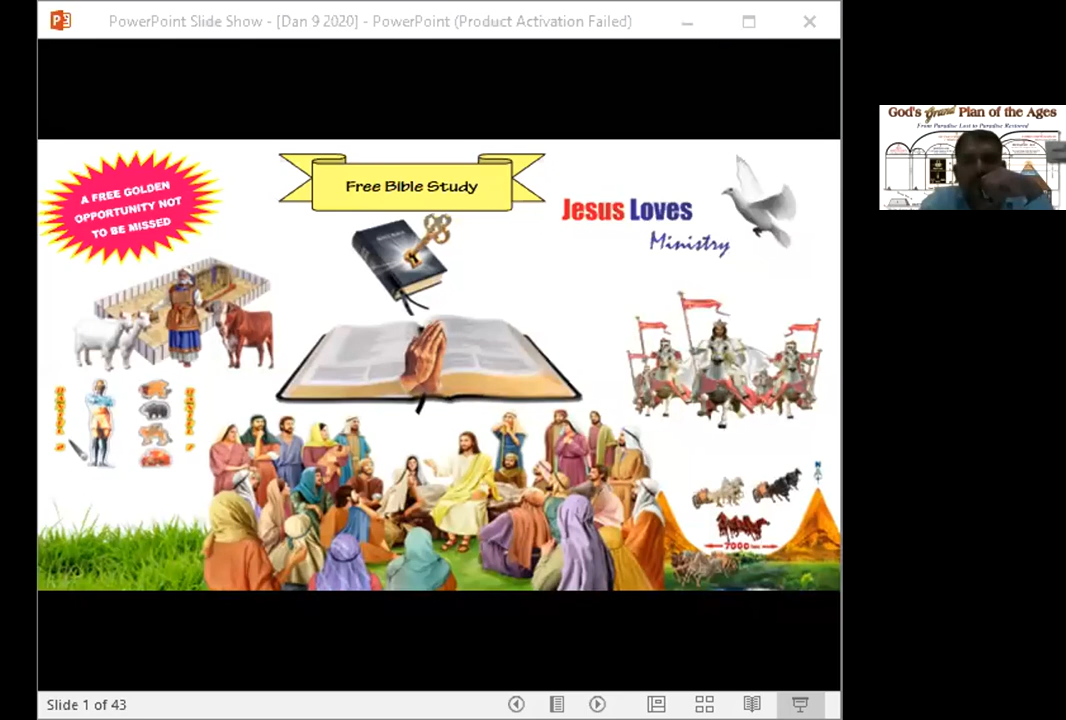 PowerPoint Slide Show - [Dan 9 2020] - PowerPoint (Product Activation Failed)
God's Grand Plan of the Ages
From Paradise Lost to Paradise Restored
A FREE GOLDEN
OPPORTUNITY NOT
TO BE MISSED
Free Bible Study
Jesus Loves
Ministry
HOLY BIBLE
7000
Slide 1 of 43